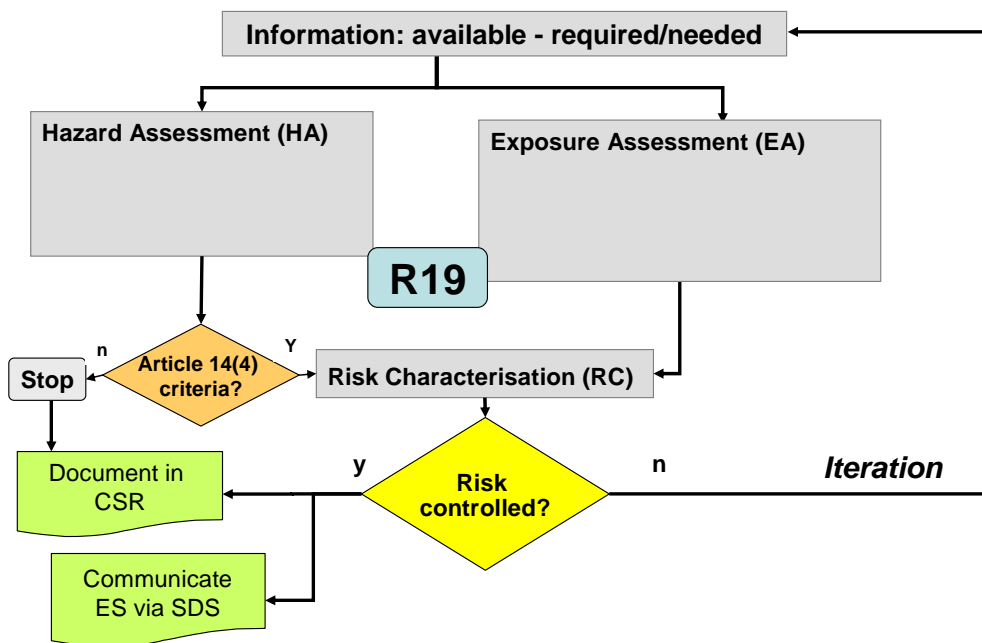 Information: available - required/needed
Hazard Assessment (HA)
Exposure Assessment (EA)
R19
n
Article 14(4)
criteria?
Y
Stop
Risk Characterisation (RC)
Document in
CSR
y
Risk
controlled?
n
Iteration
Communicate
ES via SDS